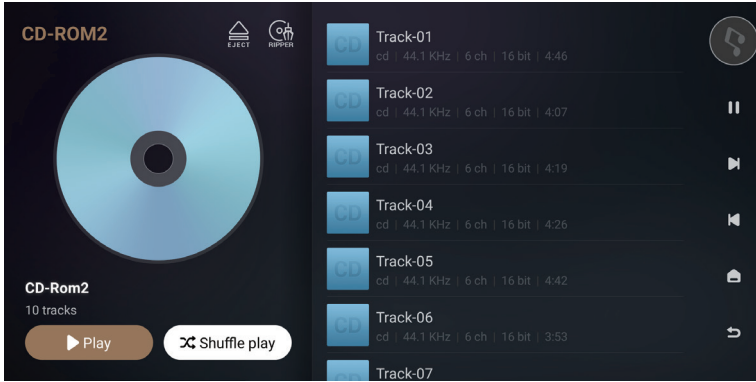 CD-ROM2
EJECT
RIPPER
CD-Rom2
10 tracks
Play
Shuffle play
CD
Track-01
cd | 44.1 KHz | 6 ch | 16 bit | 4:46
CD
Track-02
cd | 44.1 KHz | 6 ch | 16 bit | 4:07
CD
Track-03
cd | 44.1 KHz | 6 ch | 16 bit | 4:19
CD
Track-04
cd | 44.1 KHz | 6 ch | 16 bit | 4:26
CD
Track-05
cd | 44.1 KHz | 6 ch | 16 bit | 4:42
CD
Track-06
cd | 44.1 KHz | 6 ch | 16 bit | 3:53
Track-07